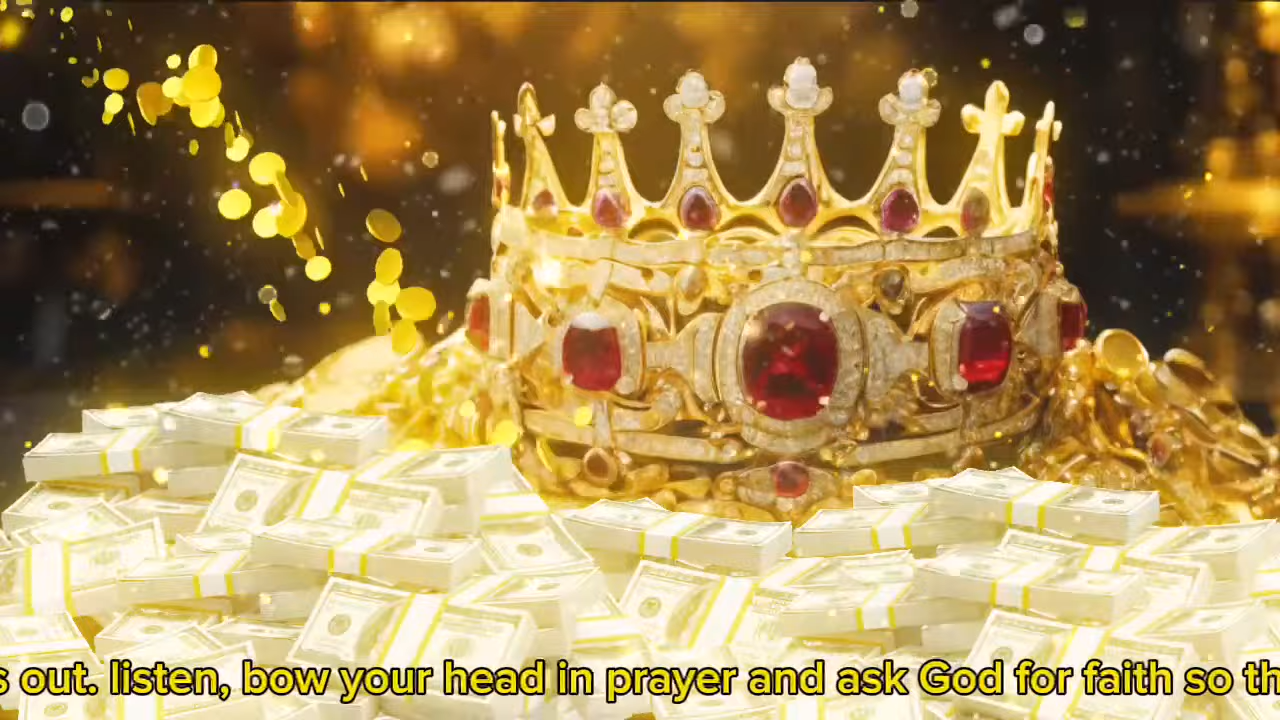 s out. listen, bow your head in prayer and ask God for faith so th